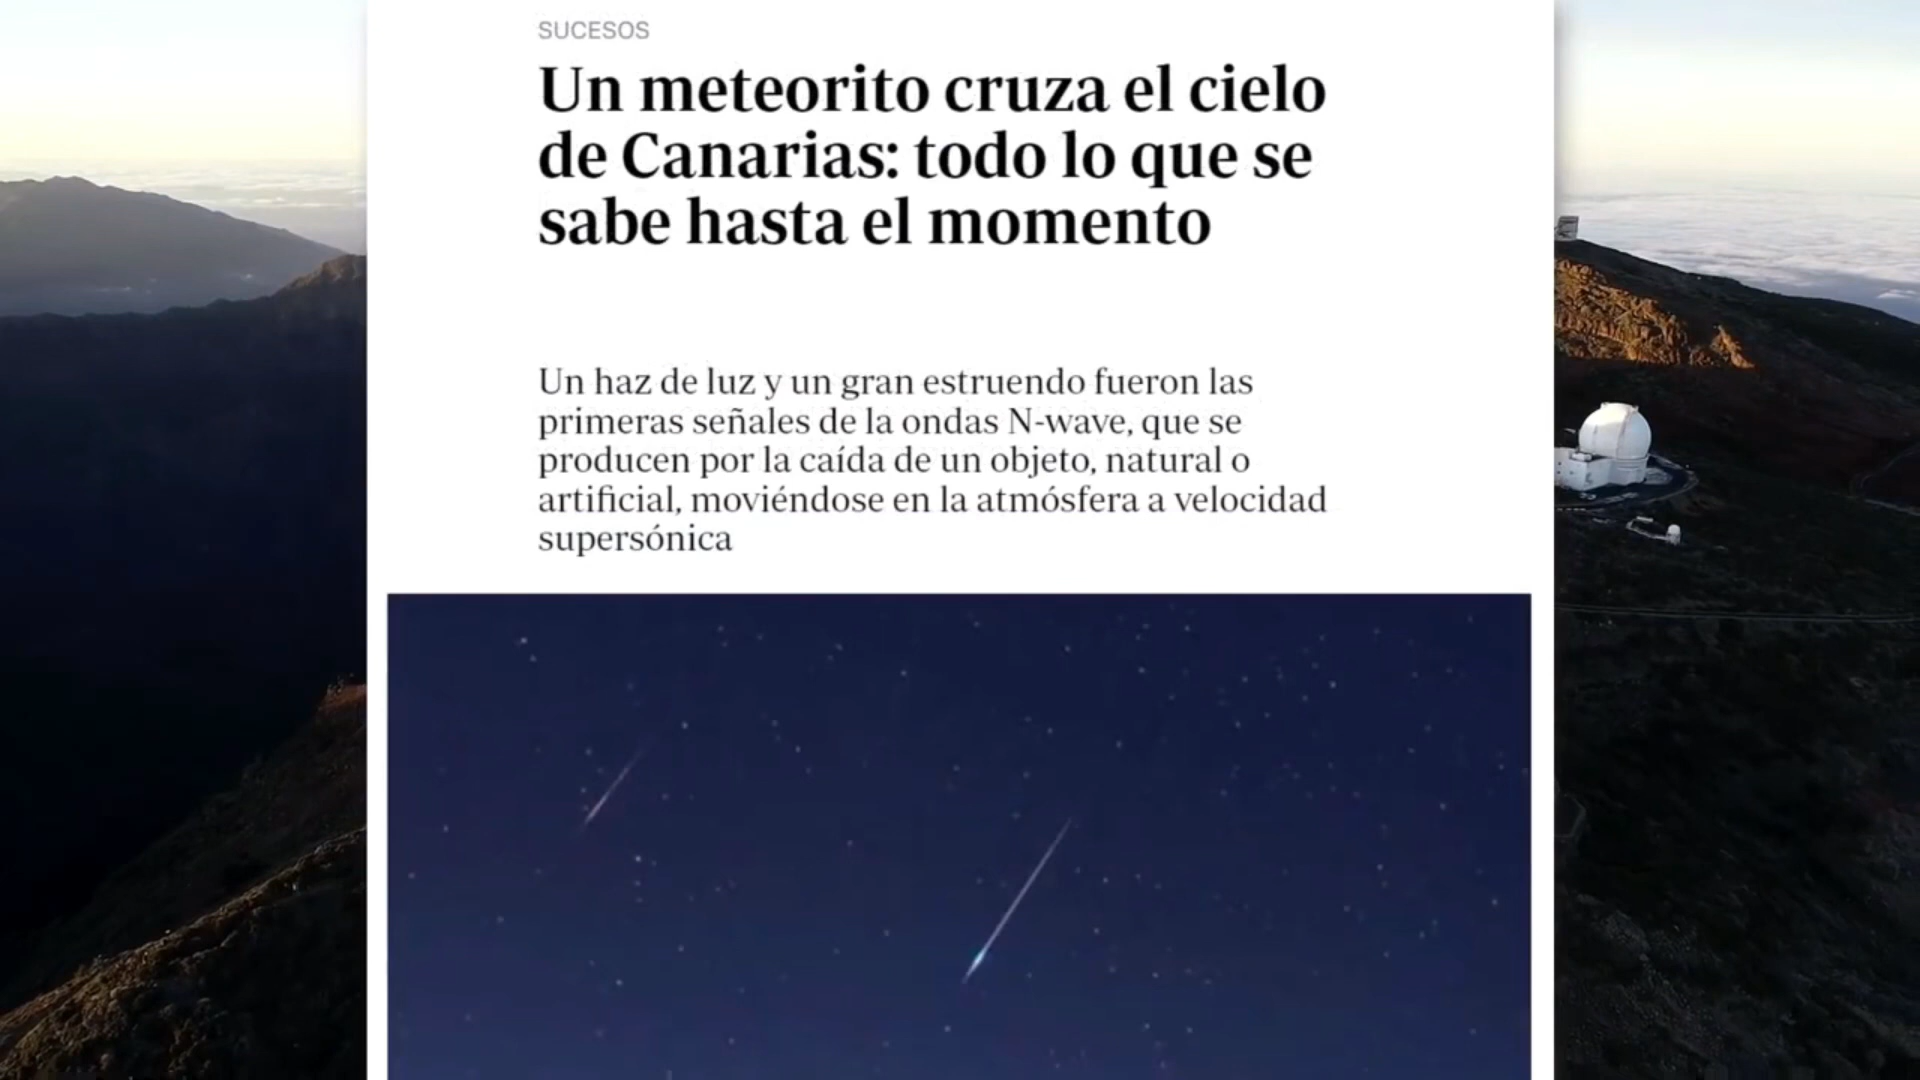 SUCESOS
Un meteorito cruza el cielo
de Canarias: todo lo que se
sabe hasta el momento
Un haz de luz y un gran estruendo fueron las
primeras señales de la ondas N-wave, que se
producen por la caída de un objeto, natural o
artificial, moviéndose en la atmósfera a velocidad
supersónica